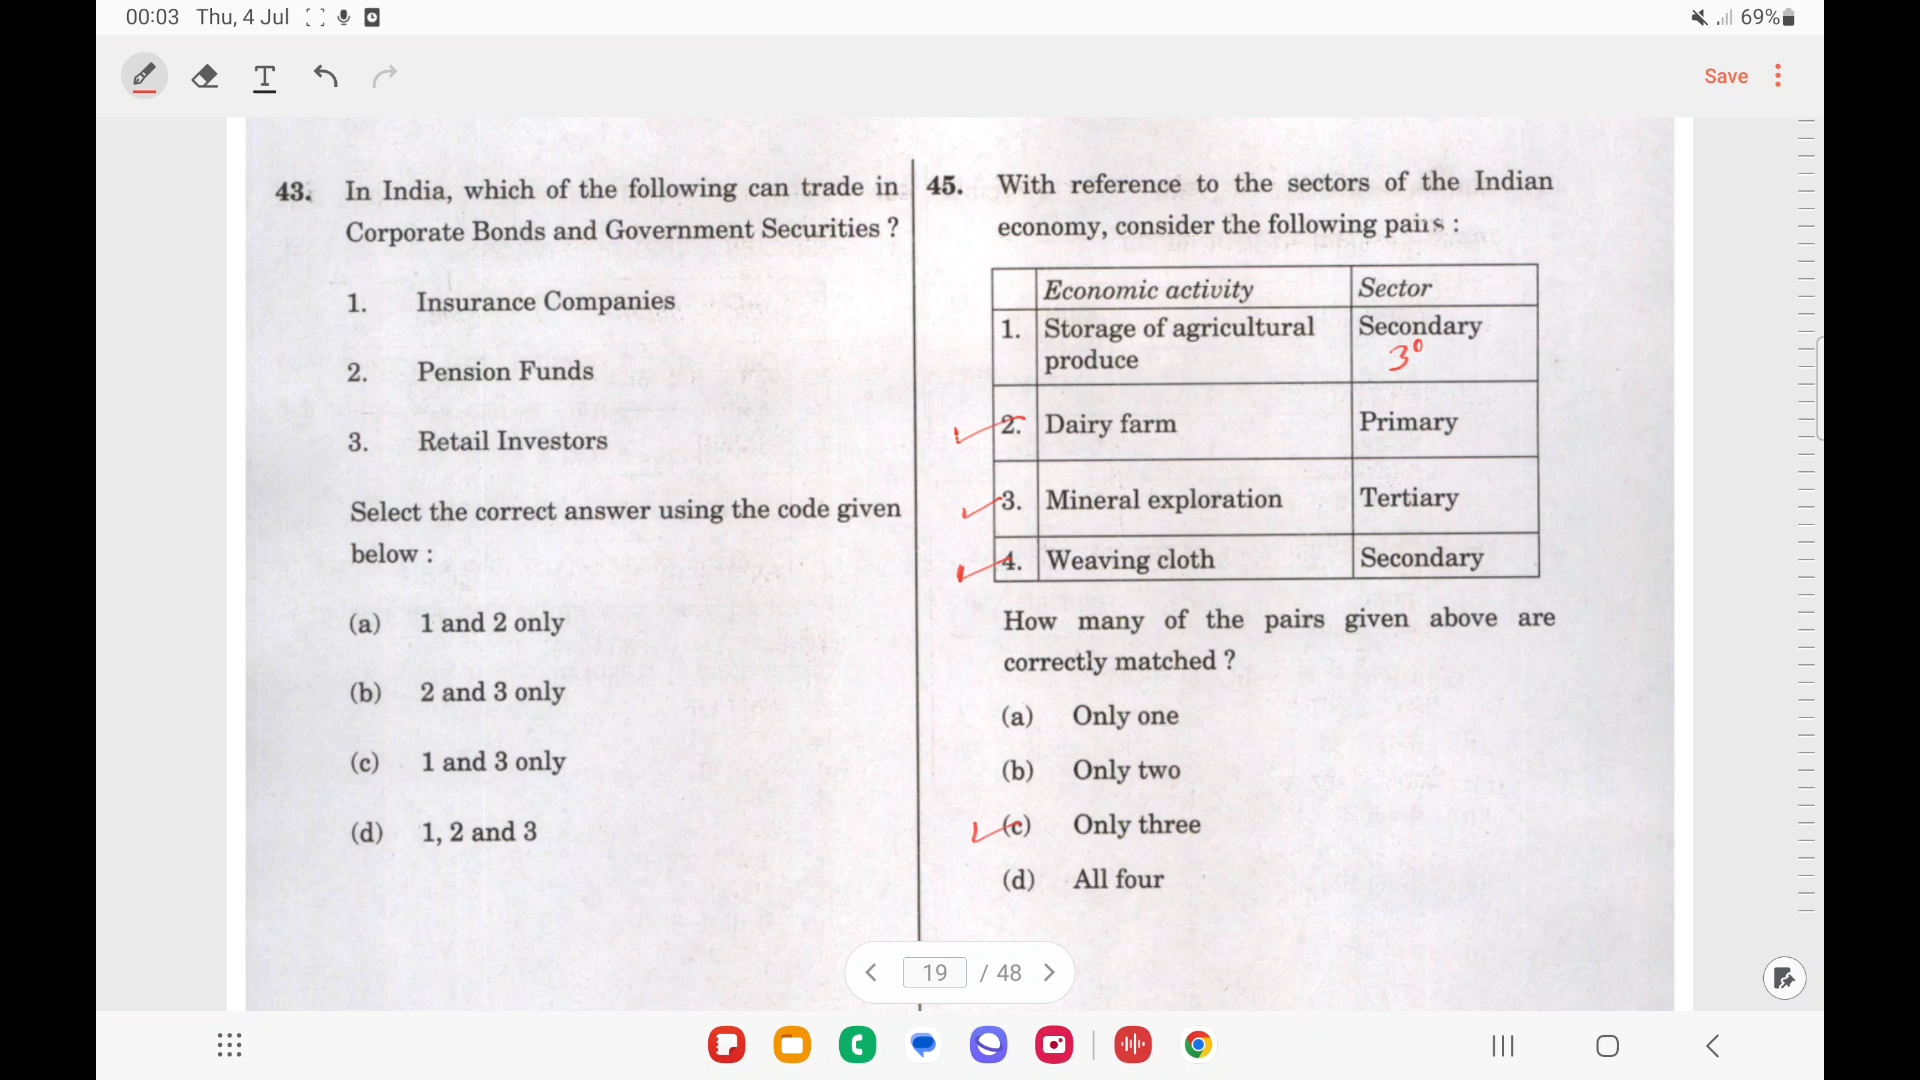 00:03 Thu, 4 Jul
69%
Save
43. In India, which of the following can trade in
Corporate Bonds and Government Securities ?
1. Insurance Companies
2. Pension Funds
3. Retail Investors
Select the correct answer using the code given
below :
(a) 1 and 2 only
(b) 2 and 3 only
(c) 1 and 3 only
(d) 1, 2 and 3
45. With reference to the sectors of the Indian
economy, consider the following pairs :
Economic activity Sector
1. Storage of agricultural Secondary
produce 3°
2. Dairy farm Primary
3. Mineral exploration Tertiary
4. Weaving cloth Secondary
How many of the pairs given above are
correctly matched ?
(a) Only one
(b) Only two
(c) Only three
(d) All four
19 / 48